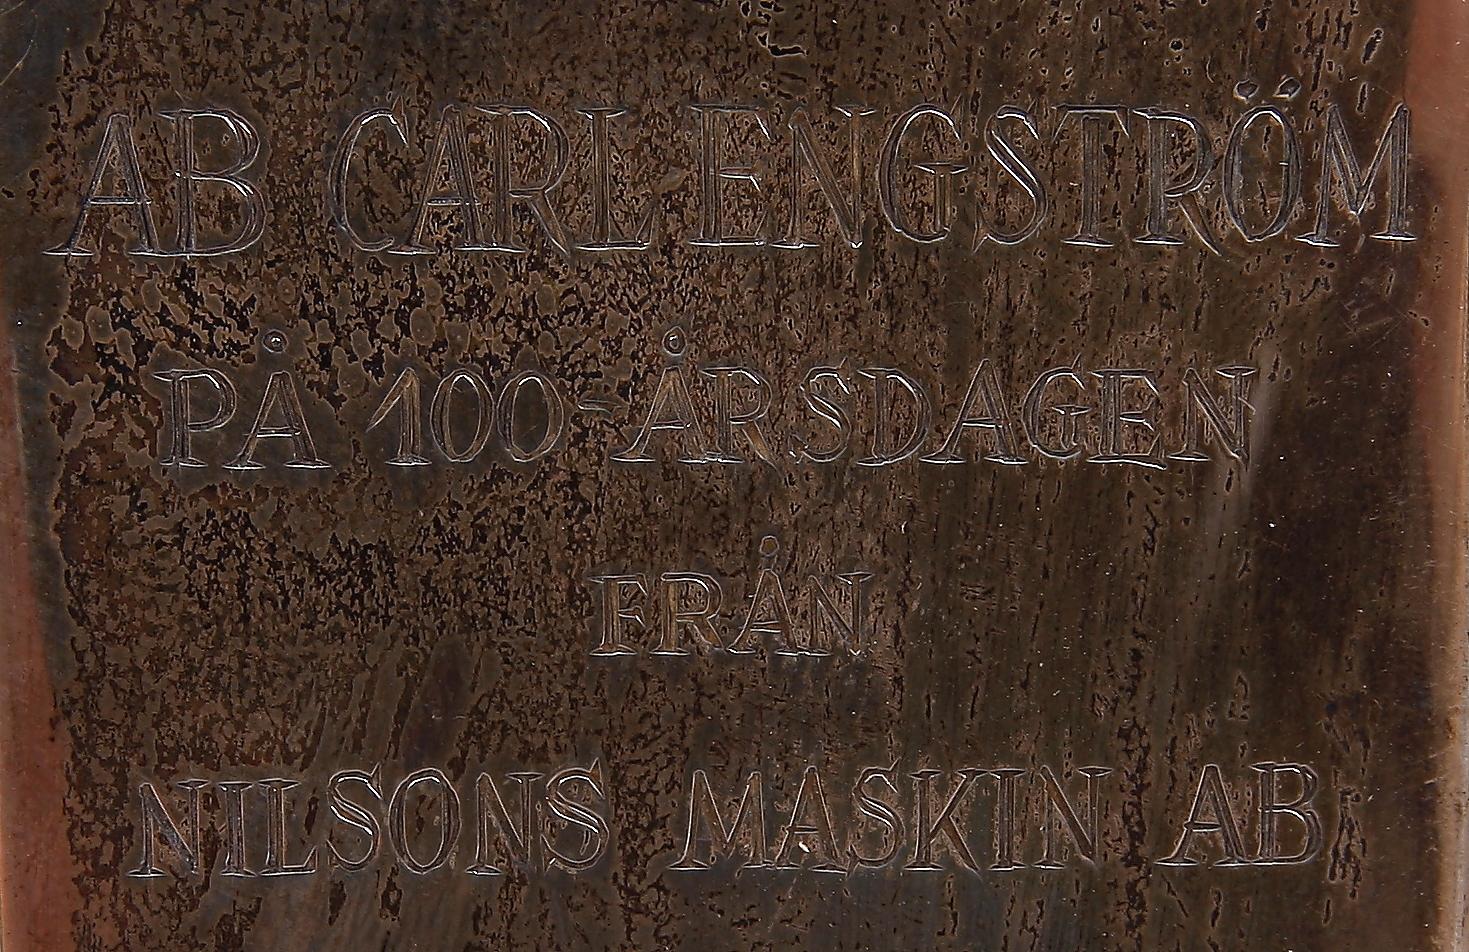 AB CARL ENGSTRÖM
PÅ 100-ÅRSDAGEN
FRÅN
NILSONS MASKIN AB